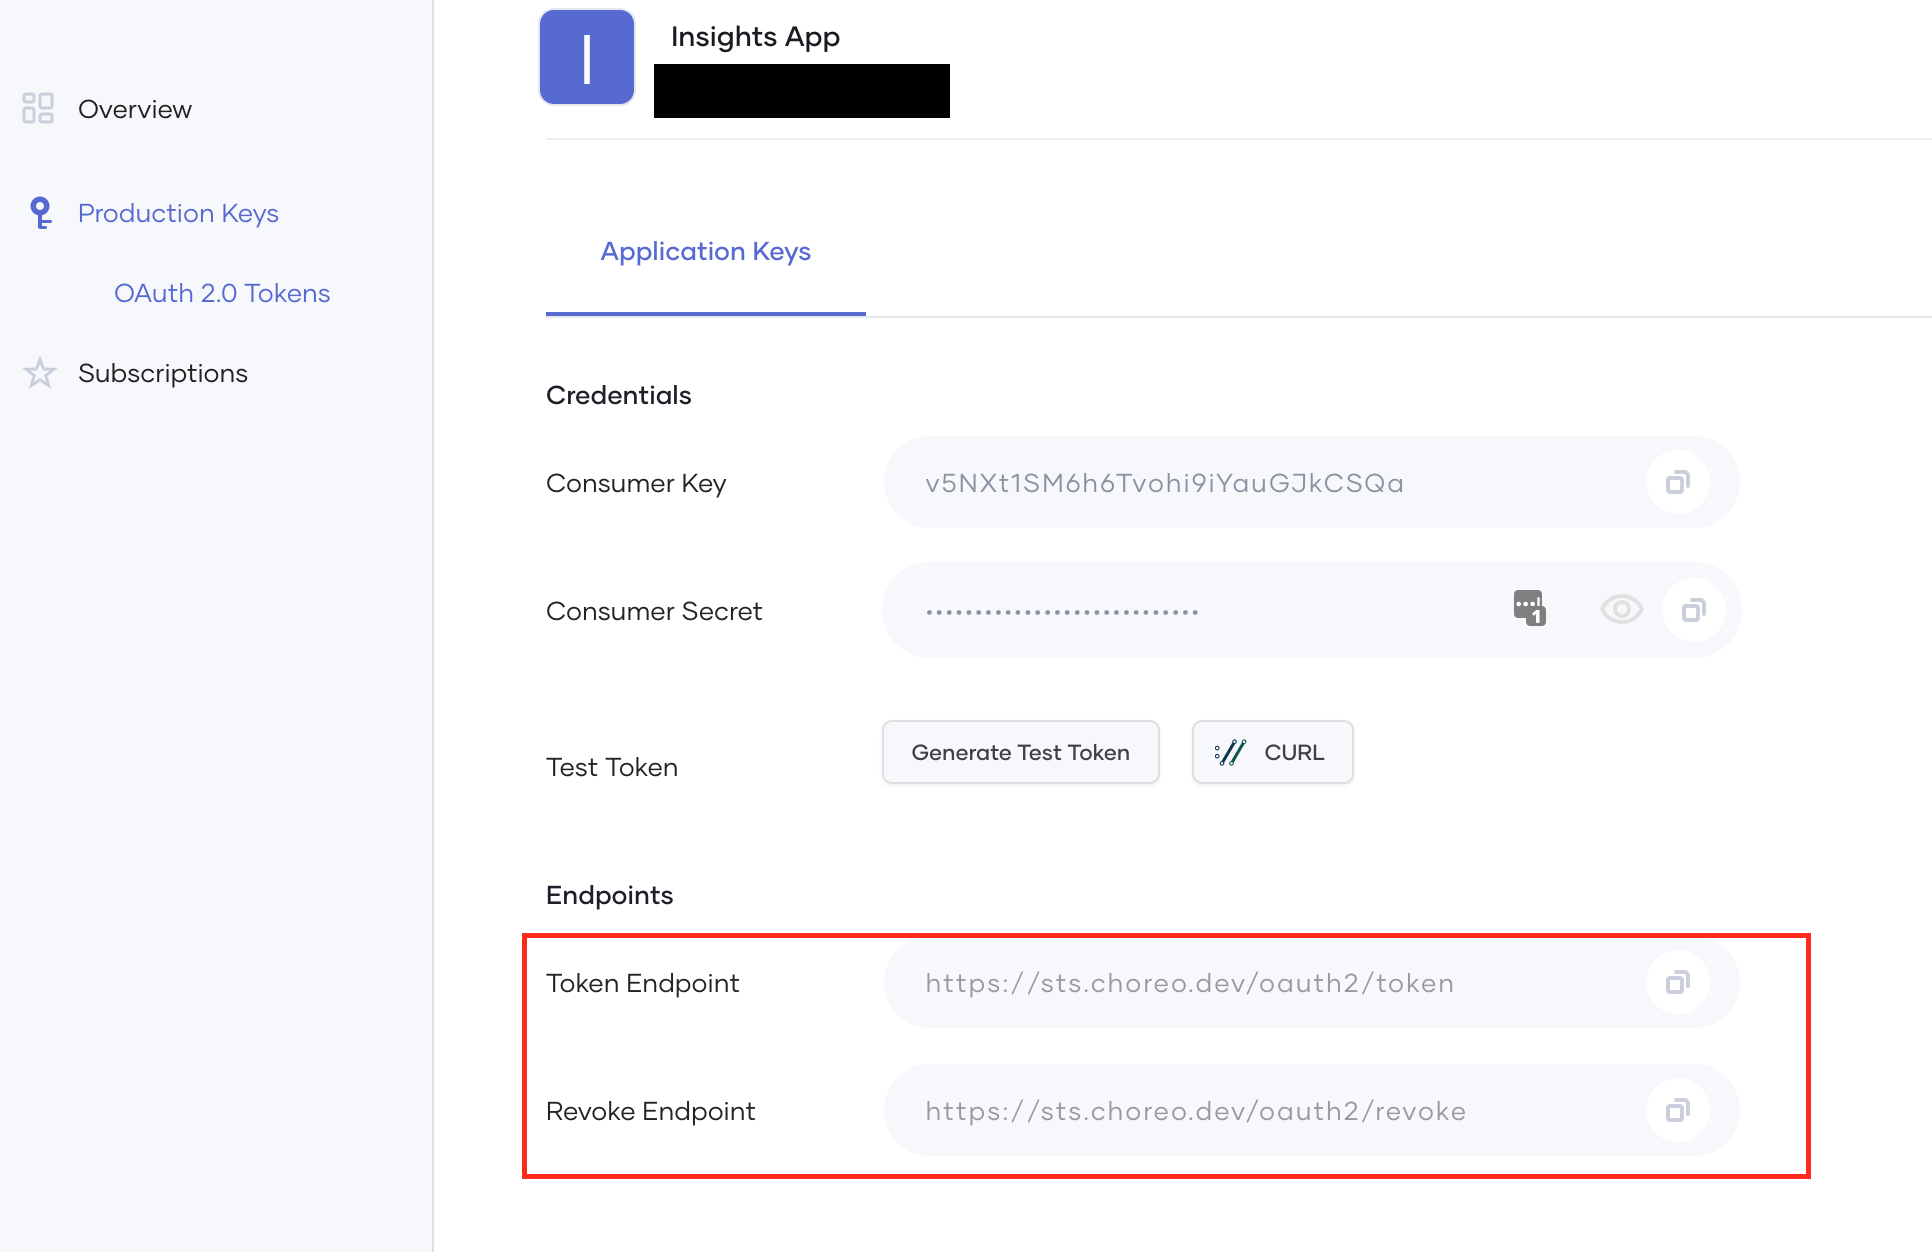 Overview
Production Keys
OAuth 2.0 Tokens
Subscriptions
I
Insights App
Application Keys
Credentials
Consumer Key
v5NXt1SM6h6Tvohi9iYauGJkCSQa
Consumer Secret
••••••••••••••••••••••••••••
1
Test Token
Generate Test Token
CURL
Endpoints
Token Endpoint
https://sts.choreo.dev/oauth2/token
Revoke Endpoint
https://sts.choreo.dev/oauth2/revoke